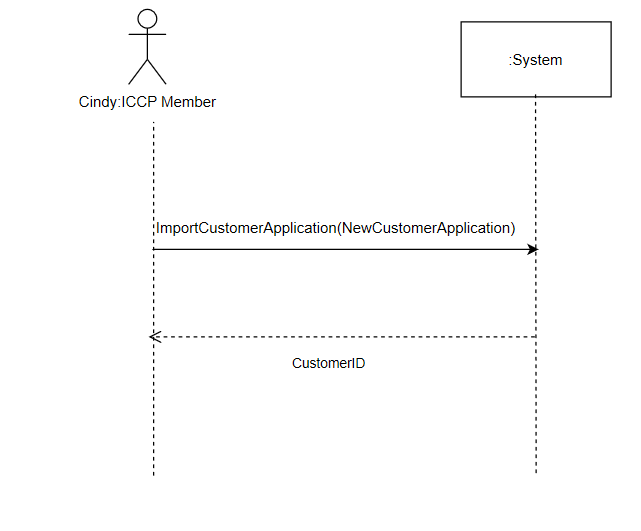 :System
Cindy:ICCP Member
ImportCustomerApplication(NewCustomerApplication)
CustomerID